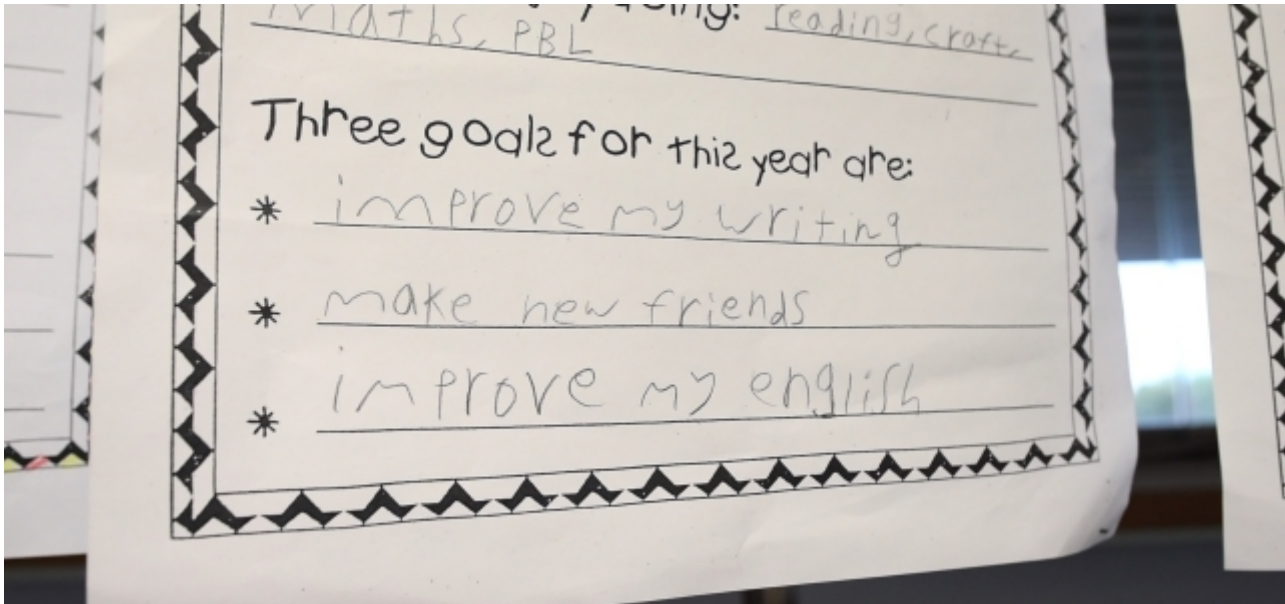 reading, craft,
maths, PBL
Three goals for this year are:
* improve my writing
* make new friends
* improve my english